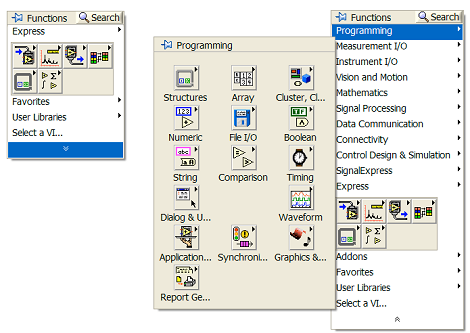 Functions
Search
Express
Favorites
User Libraries
Select a VI...
Programming
Structures
Array
Cluster, Cl...
Numeric
File I/O
Boolean
String
Comparison
Timing
Dialog & U...
Waveform
Application...
Synchroni...
Graphics &...
Report Ge...
Functions
Search
Programming
Measurement I/O
Instrument I/O
Vision and Motion
Mathematics
Signal Processing
Data Communication
Connectivity
Control Design & Simulation
SignalExpress
Express
Addons
Favorites
User Libraries
Select a VI...